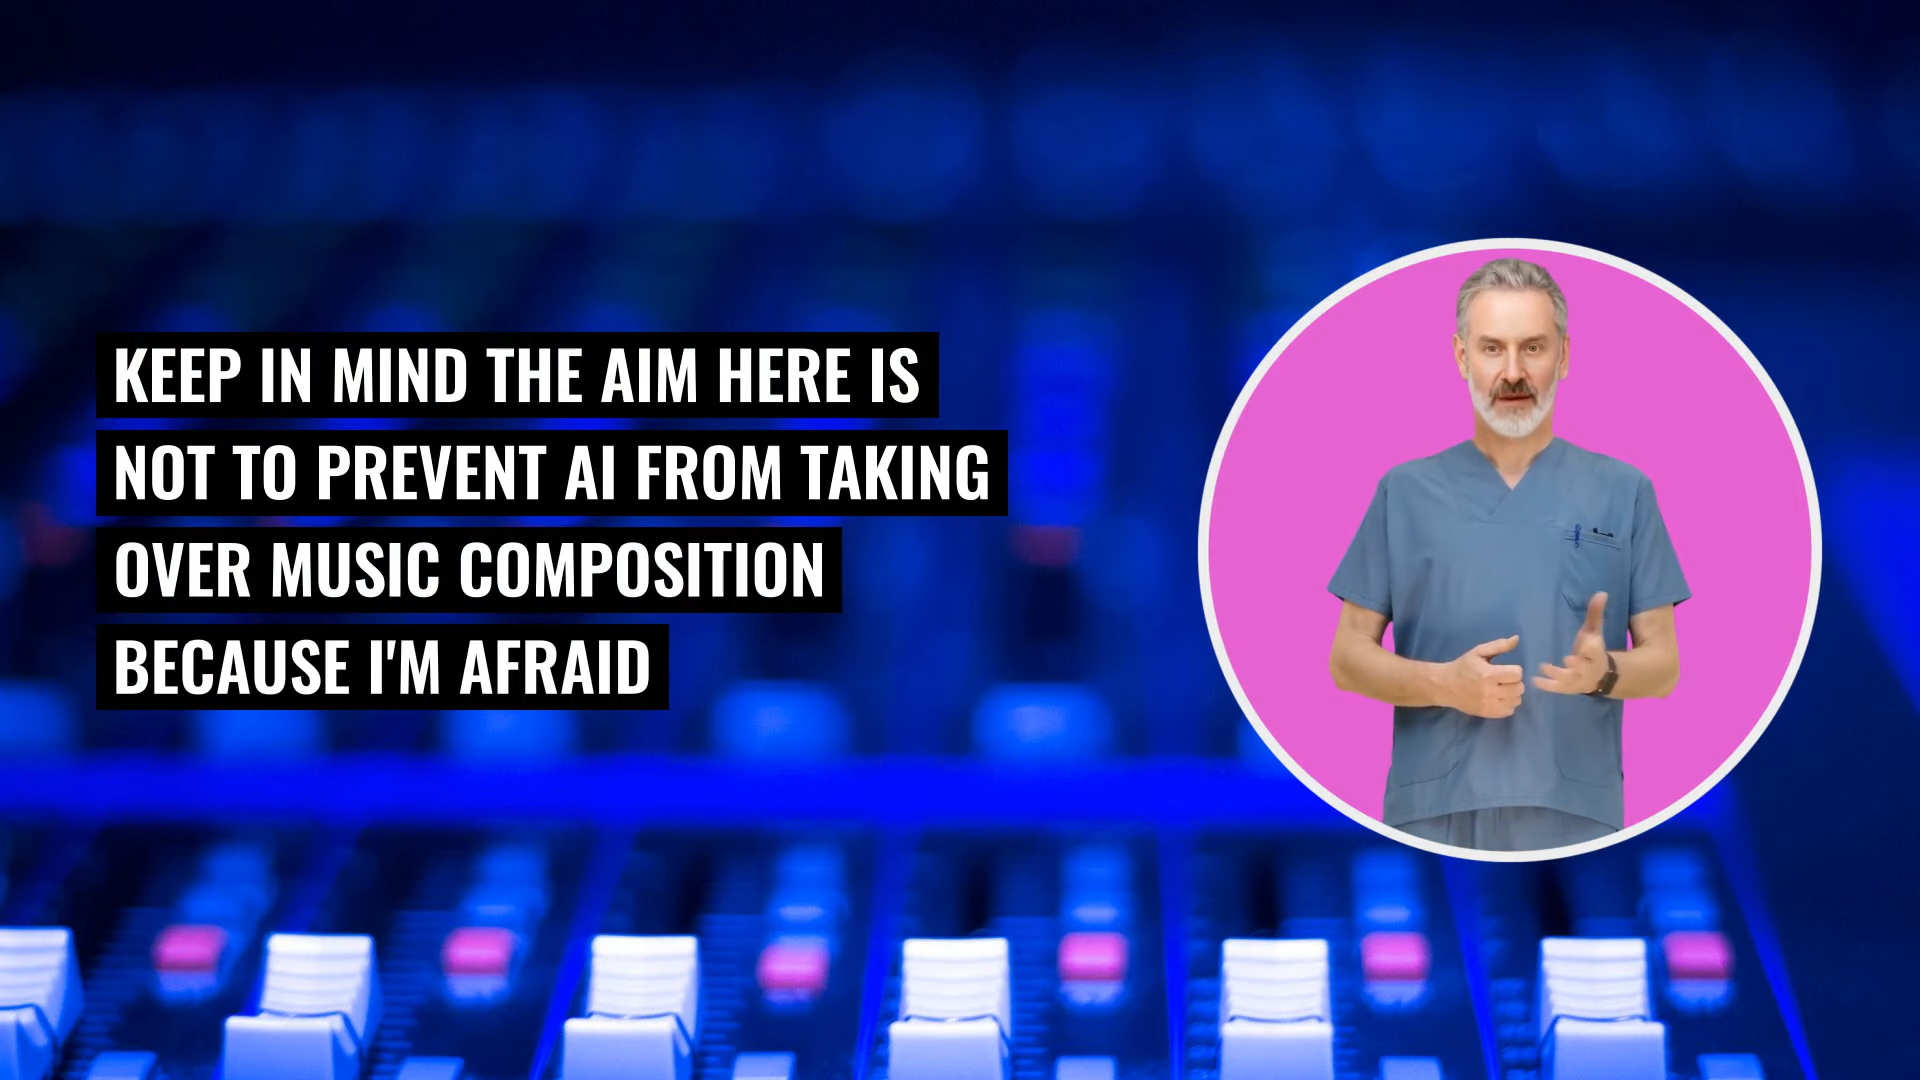 KEEP IN MIND THE AIM HERE IS
NOT TO PREVENT AI FROM TAKING
OVER MUSIC COMPOSITION
BECAUSE I'M AFRAID